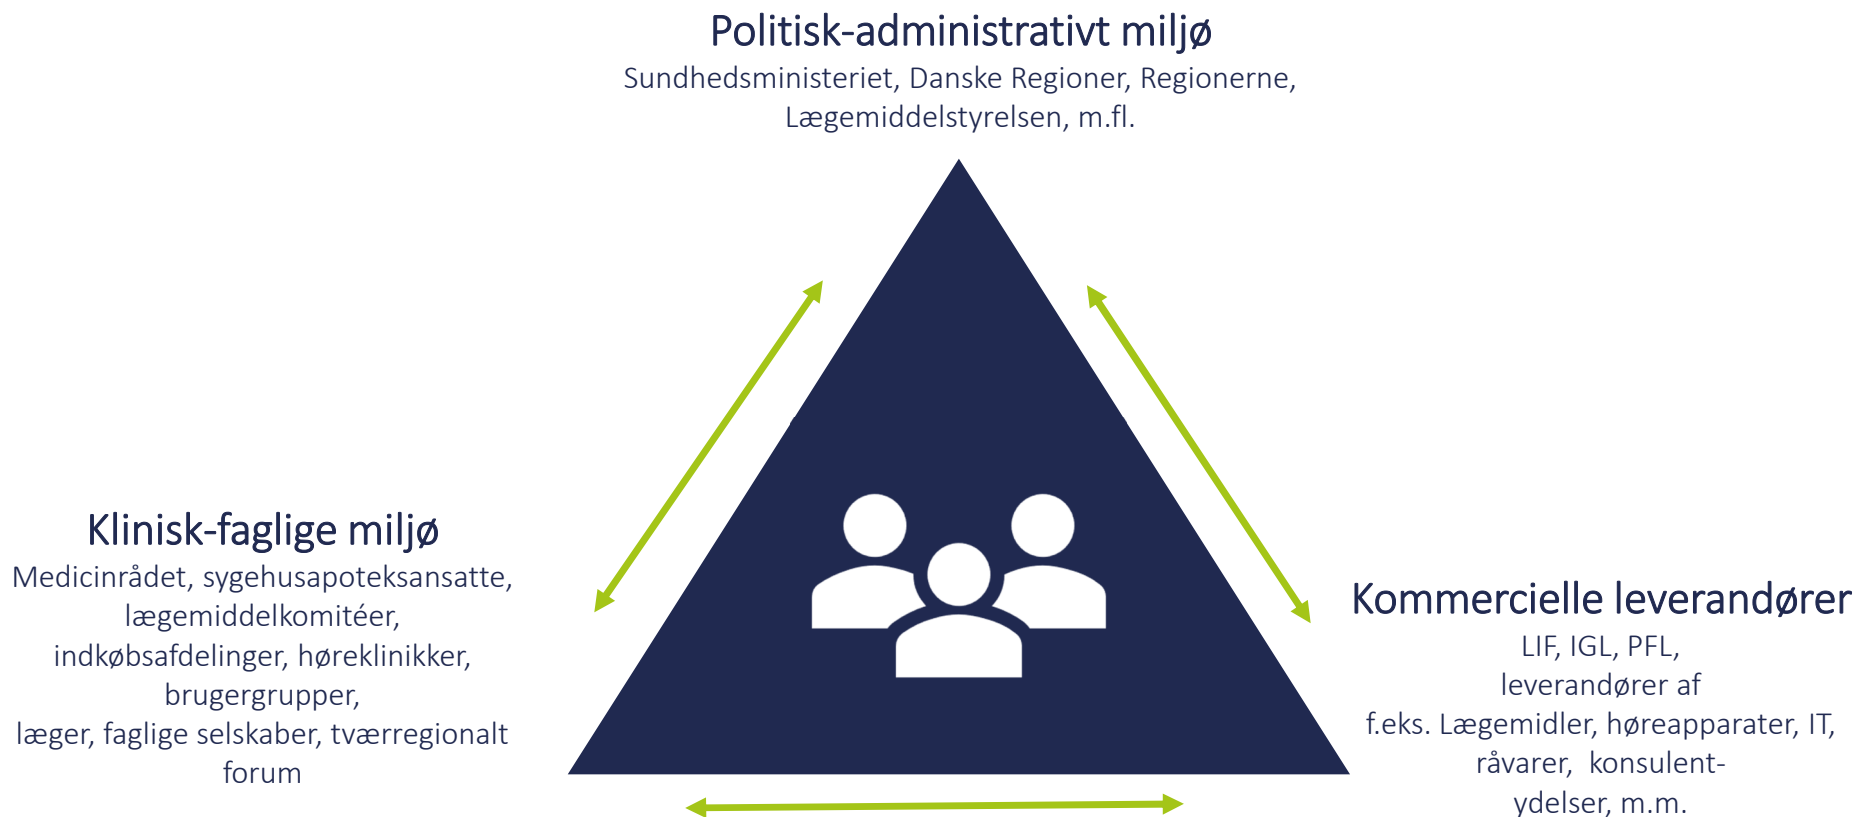 Politisk-administrativt miljø
Sundhedsministeriet, Danske Regioner, Regionerne,
Lægemiddelstyrelsen, m.fl.
Klinisk-faglige miljø
Medicinrådet, sygehusapoteksansatte,
lægemiddelkomitéer,
indkøbsafdelinger, høreklinikker,
brugergrupper,
læger, faglige selskaber, tværregionalt
forum
Kommercielle leverandører
LIF, IGL, PFL,
leverandører af
f.eks. Lægemidler, høreapparater, IT,
råvarer, konsulent-
ydelser, m.m.